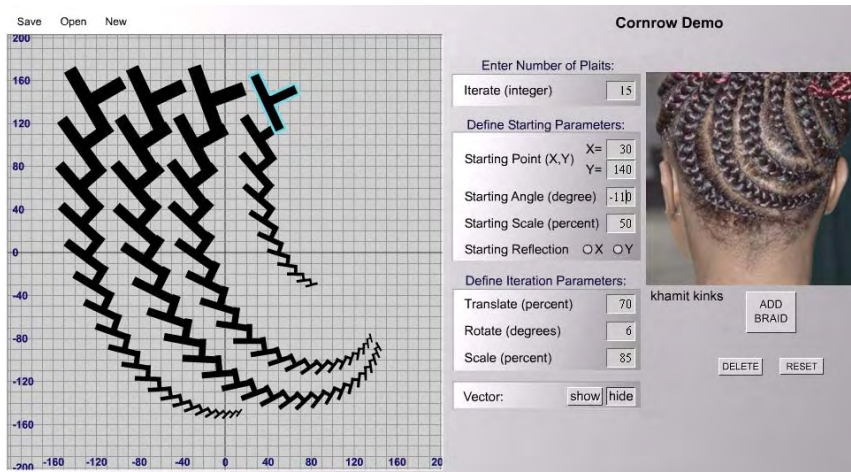 Save Open New
Cornrow Demo
200
160
120
80
40
0
-40
-80
-120
-160
-200 -160 -120 -80 -40 0 40 80 120 160 20
Enter Number of Plaits:
Iterate (integer) 15
Define Starting Parameters:
Starting Point (X,Y) X= 30
Y= 140
Starting Angle (degree) -110
Starting Scale (percent) 50
Starting Reflection X Y
Define Iteration Parameters:
Translate (percent) 70
Rotate (degrees) 6
Scale (percent) 85
Vector: show hide
khamit kinks
ADD
BRAID
DELETE RESET